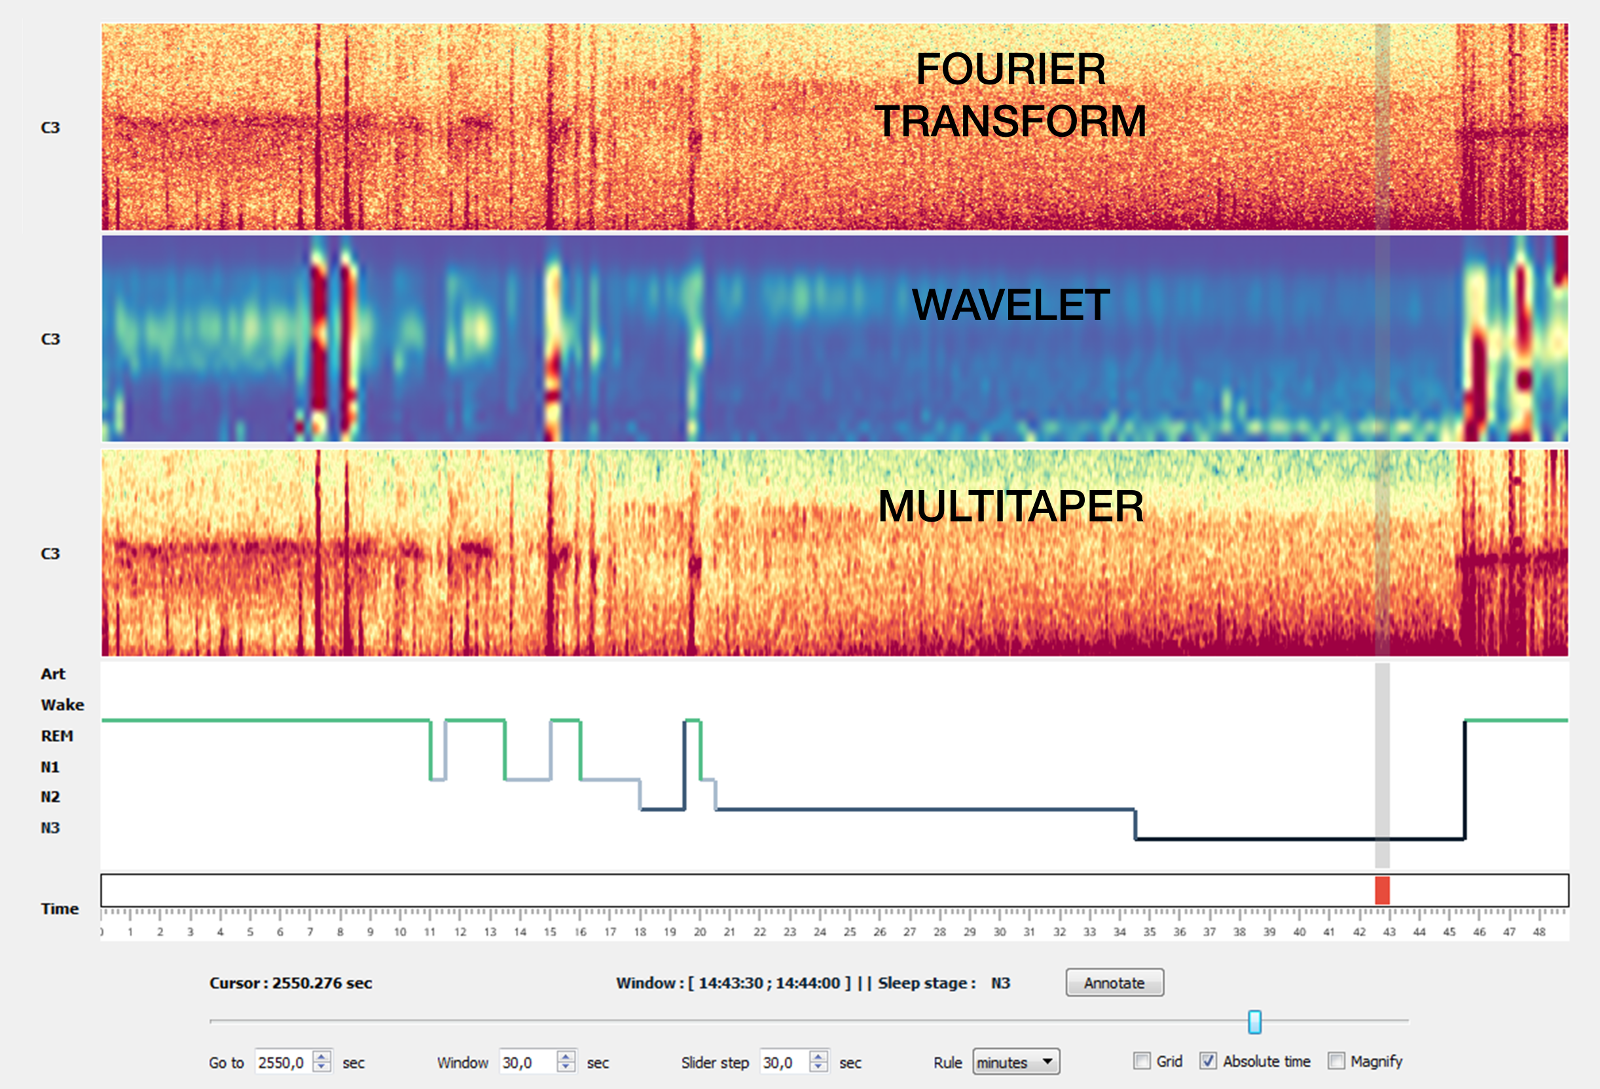 FOURIER
TRANSFORM
C3
WAVELET
C3
MULTITAPER
C3
Art
Wake
REM
N1
N2
N3
Time
0 1 2 3 4 5 6 7 8 9 10 11 12 13 14 15 16 17 18 19 20 21 22 23 24 25 26 27 28 29 30 31 32 33 34 35 36 37 38 39 40 41 42 43 44 45 46 47 48
Cursor : 2550.276 sec Window : [ 14:43:30 ; 14:44:00 ] || Sleep stage : N3 Annotate
Go to 2550,0 sec Window 30,0 sec Slider step 30,0 sec Rule minutes Grid Absolute time Magnify